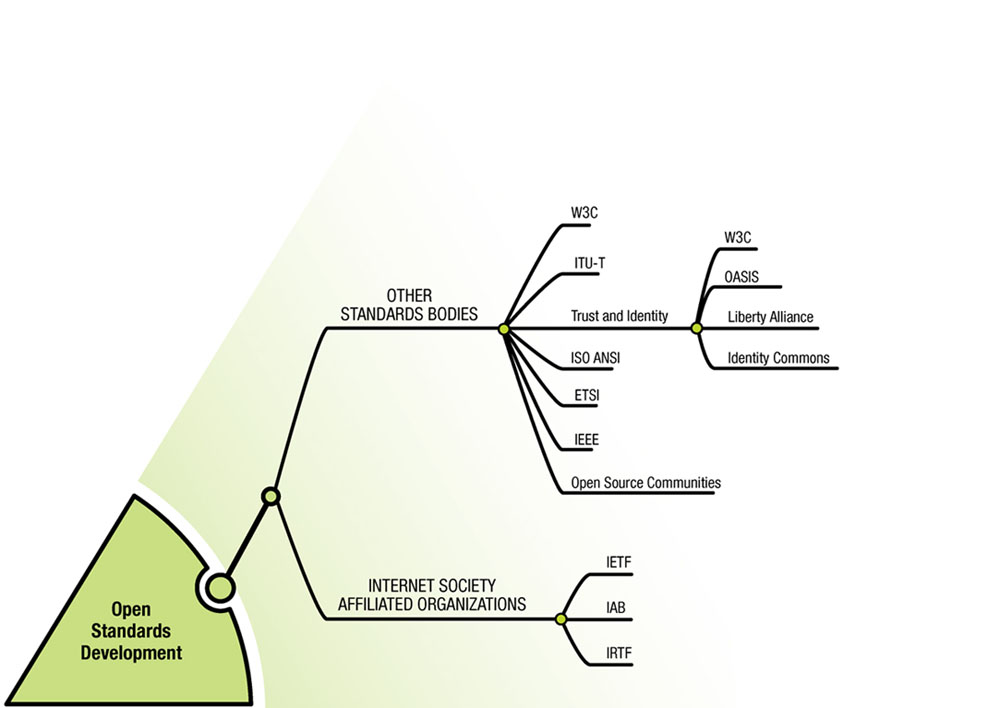 W3C
ITU-T
OTHER
STANDARDS BODIES
Trust and Identity
ISO ANSI
ETSI
IEEE
Open Source Communities
W3C
OASIS
Liberty Alliance
Identity Commons
INTERNET SOCIETY
AFFILIATED ORGANIZATIONS
IETF
IAB
IRTF
Open
Standards
Development